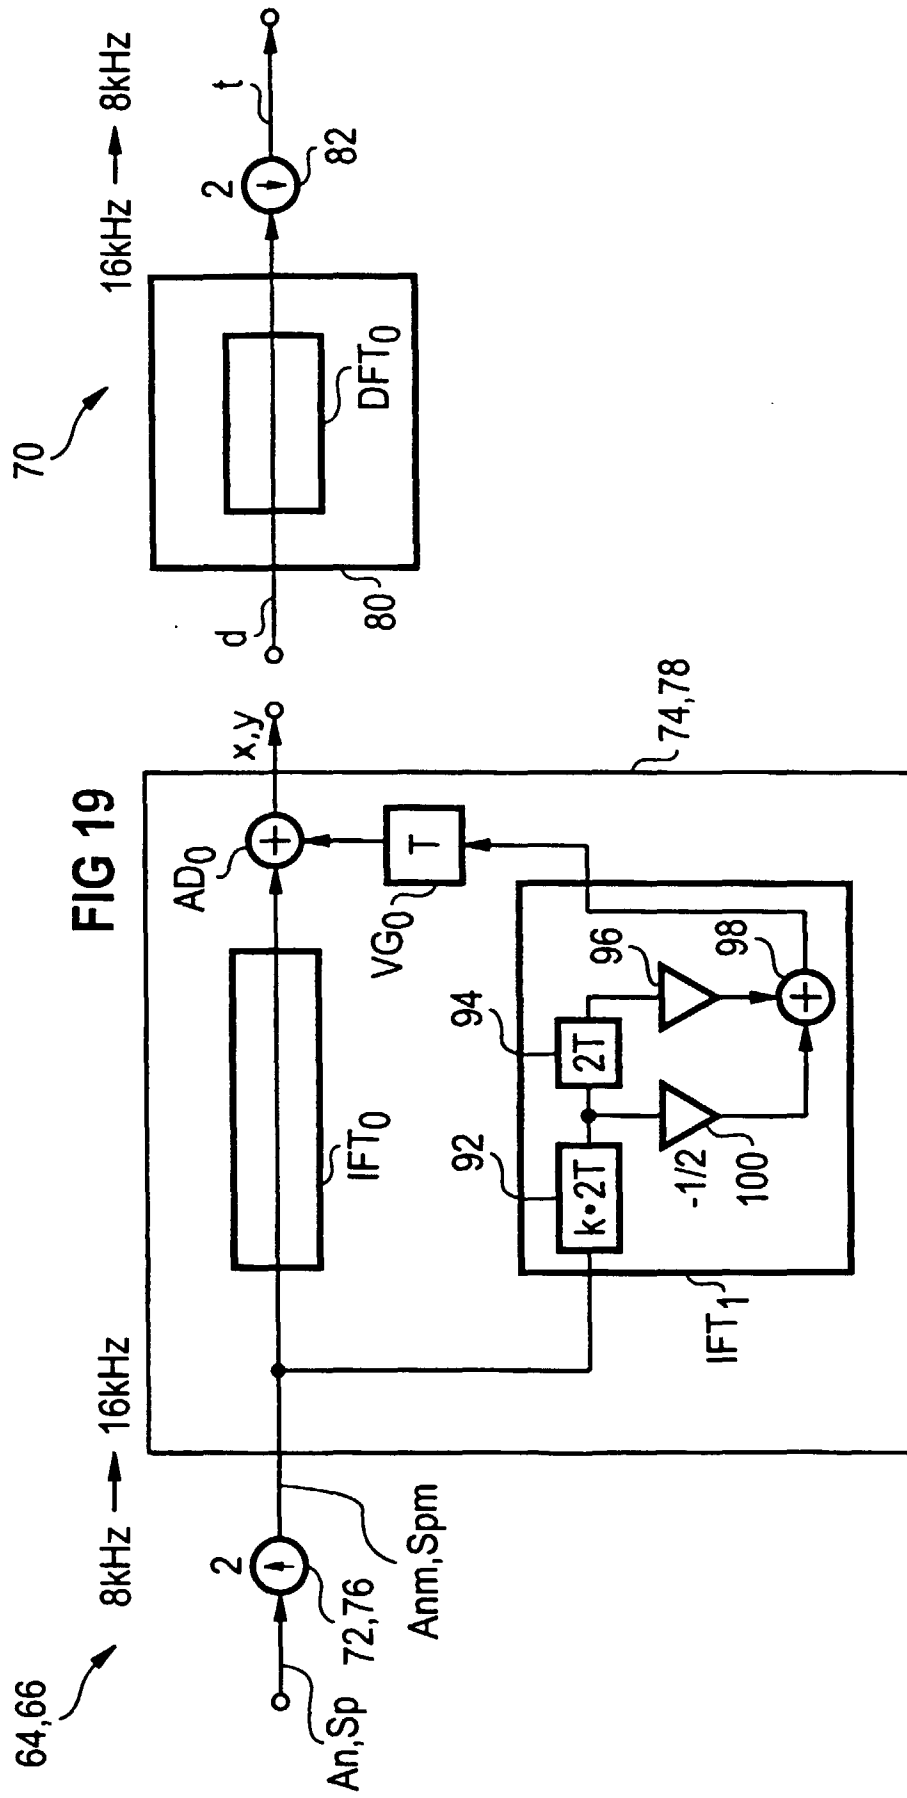 FIG 19
64,66
8kHz → 16kHz
An,Sp
2
72,76
Anm,Spm
IFT0
AD0
x,y
VG0
T
92
k•2T
94
2T
96
98
-1/2
100
IFT1
74,78
70
16kHz → 8kHz
d
80
DFT0
2
82
t